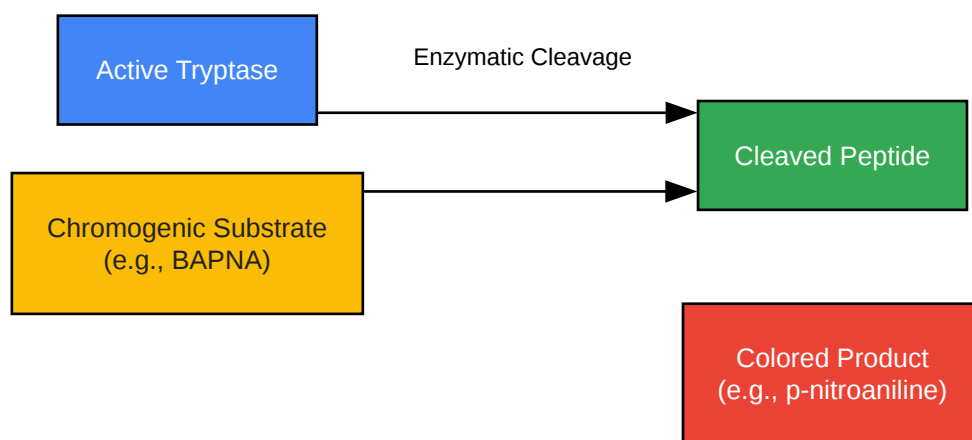 Active Tryptase
Enzymatic Cleavage
Cleaved Peptide
Chromogenic Substrate
(e.g., BAPNA)
Colored Product
(e.g., p-nitroaniline)